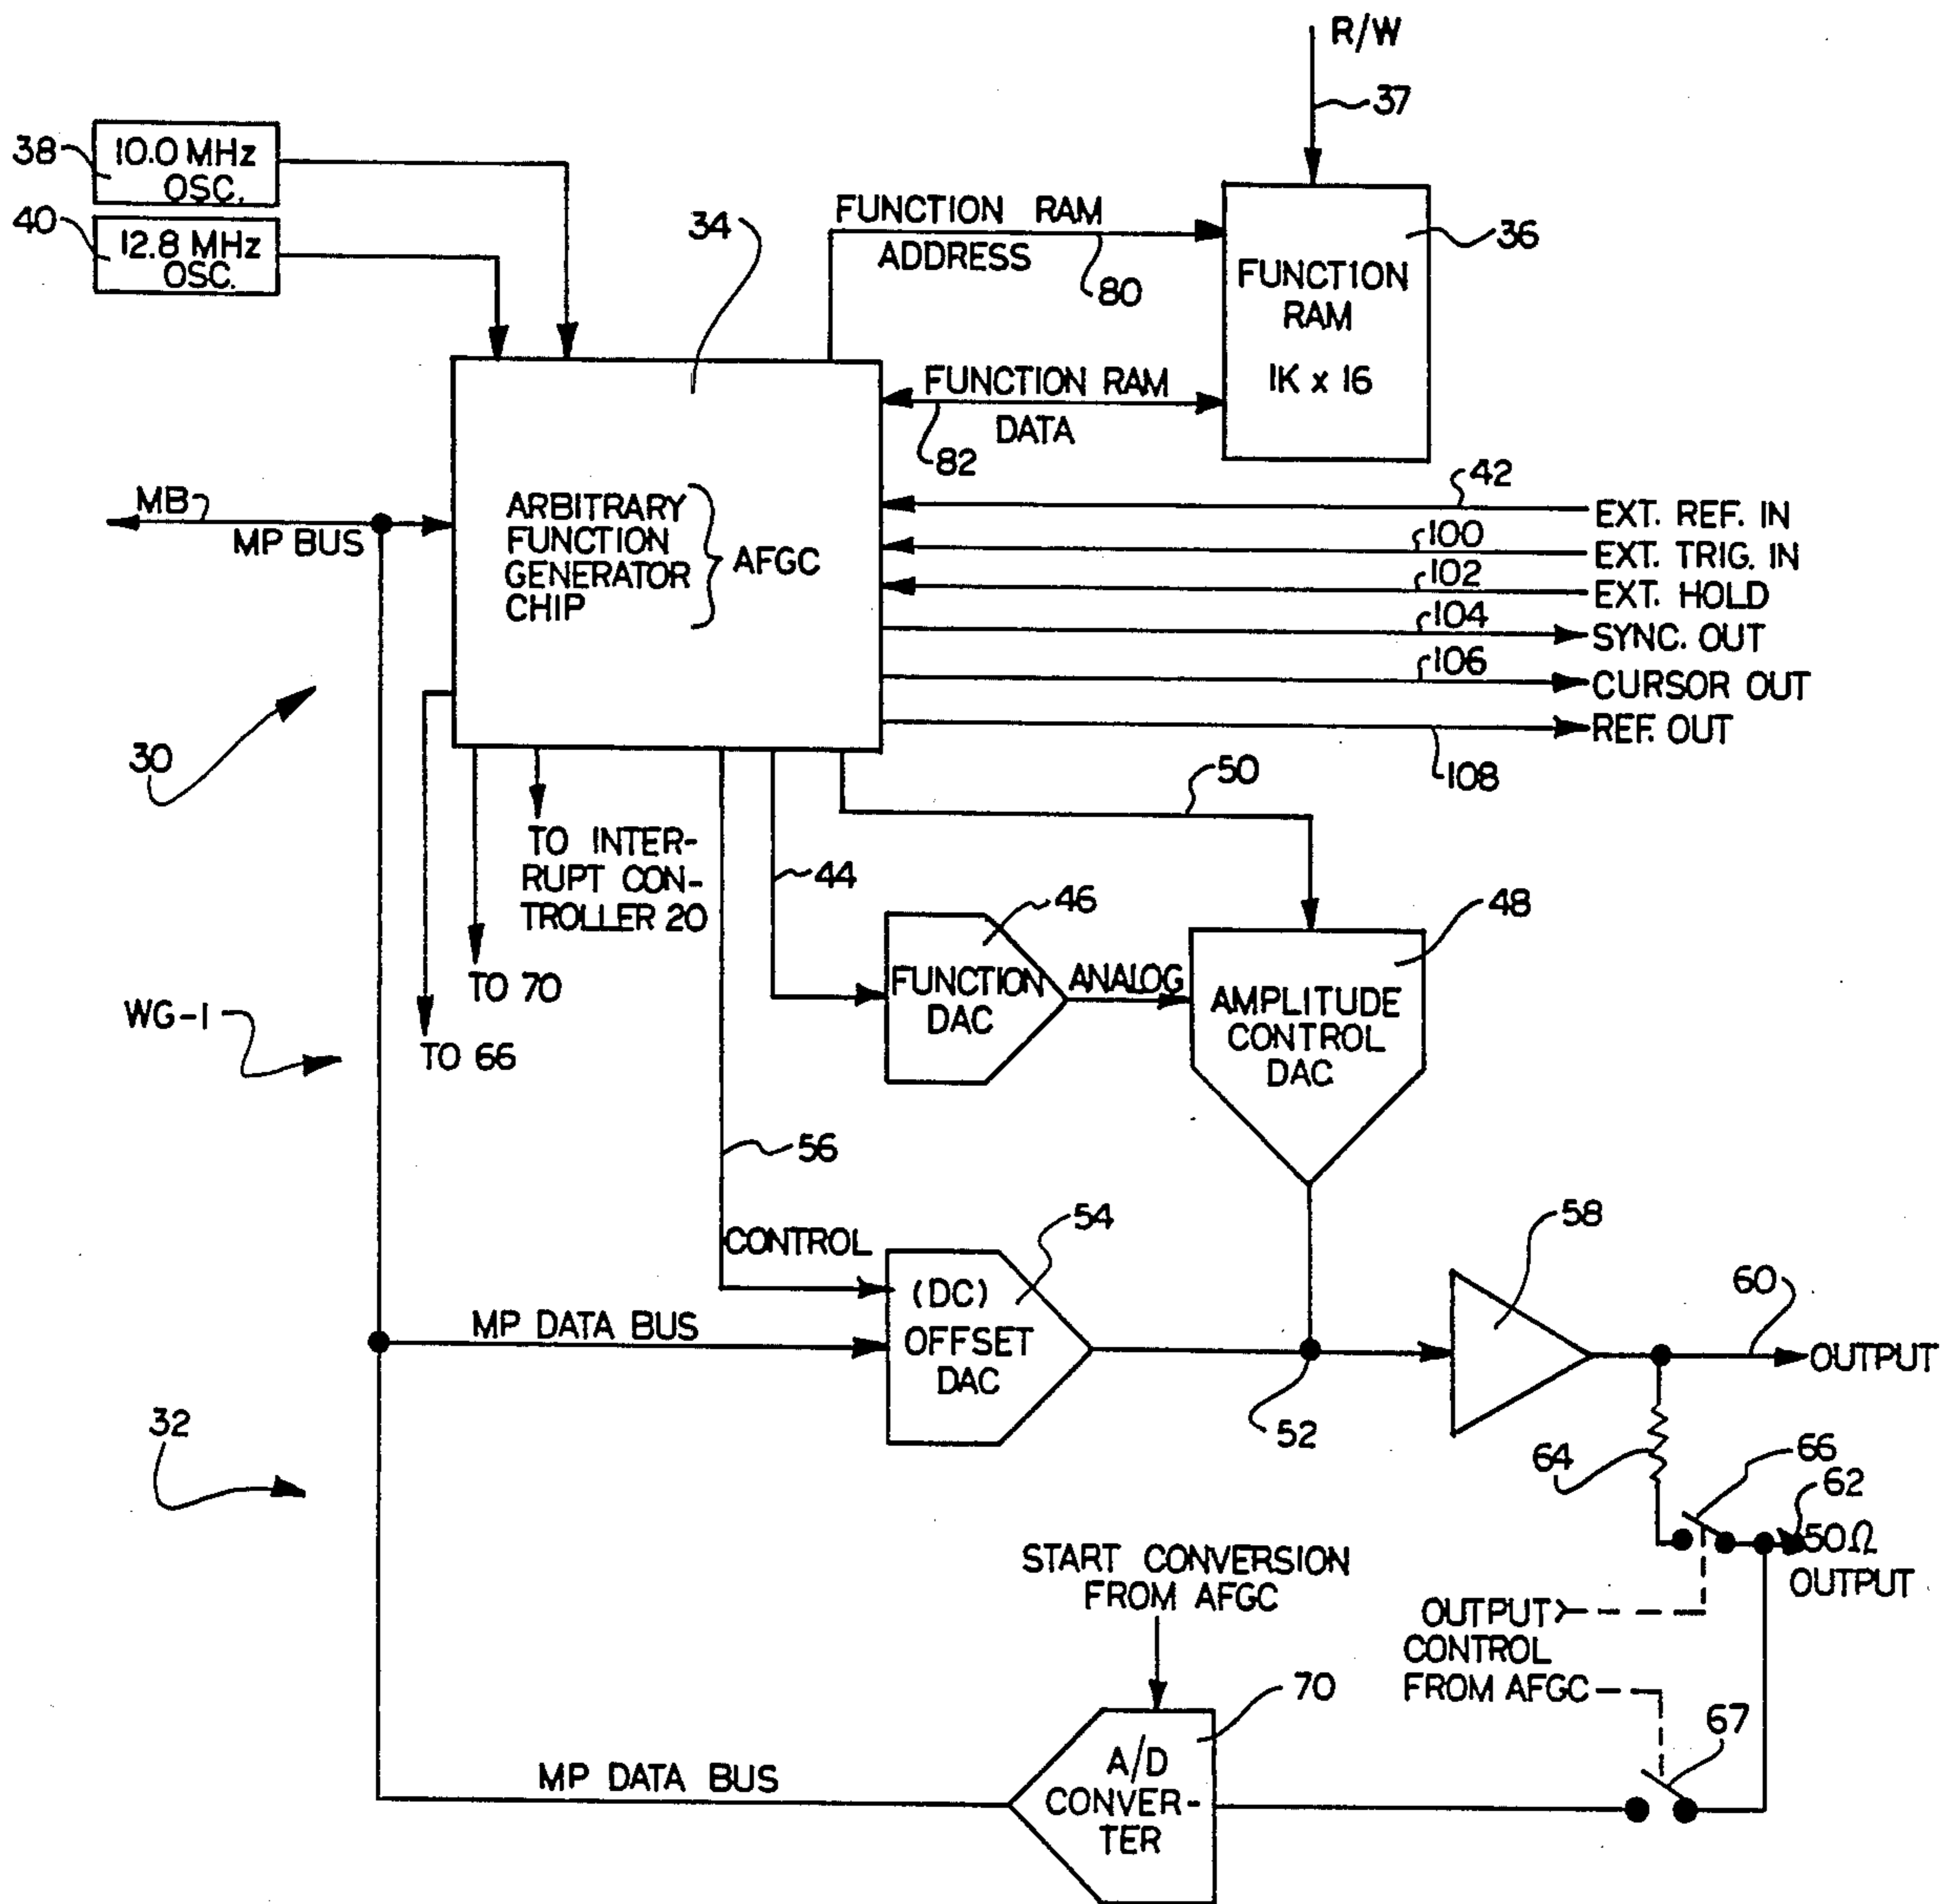 R/W
37
38
10.0 MHz
OSC.
40
12.8 MHz
OSC.
34
FUNCTION RAM
ADDRESS
80
36
FUNCTION
RAM
1K x 16
FUNCTION RAM
DATA
82
MB
MP BUS
ARBITRARY
FUNCTION
GENERATOR
CHIP
AFGC
42
EXT. REF. IN
100
EXT. TRIG. IN
102
EXT. HOLD
104
SYNC. OUT
106
CURSOR OUT
REF. OUT
108
30
50
TO INTER-
RUPT CON-
TROLLER 20
44
46
48
TO 70
FUNCTION
DAC
ANALOG
AMPLITUDE
CONTROL
DAC
WG-1
TO 66
56
54
58
CONTROL
60
(DC)
OFFSET
DAC
MP DATA BUS
OUTPUT
52
32
64
66
62
50Ω
OUTPUT
START CONVERSION
FROM AFGC
OUTPUT
CONTROL
FROM AFGC
70
67
A/D
CONVER-
TER
MP DATA BUS